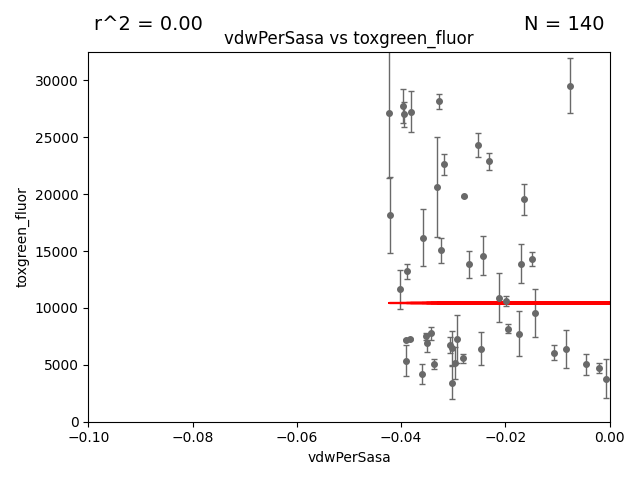 r^2 = 0.00
N = 140
vdwPerSasa vs toxgreen_fluor
30000
25000
20000
15000
10000
5000
0
toxgreen_fluor
−0.10
−0.08
−0.06
−0.04
−0.02
0.00
vdwPerSasa